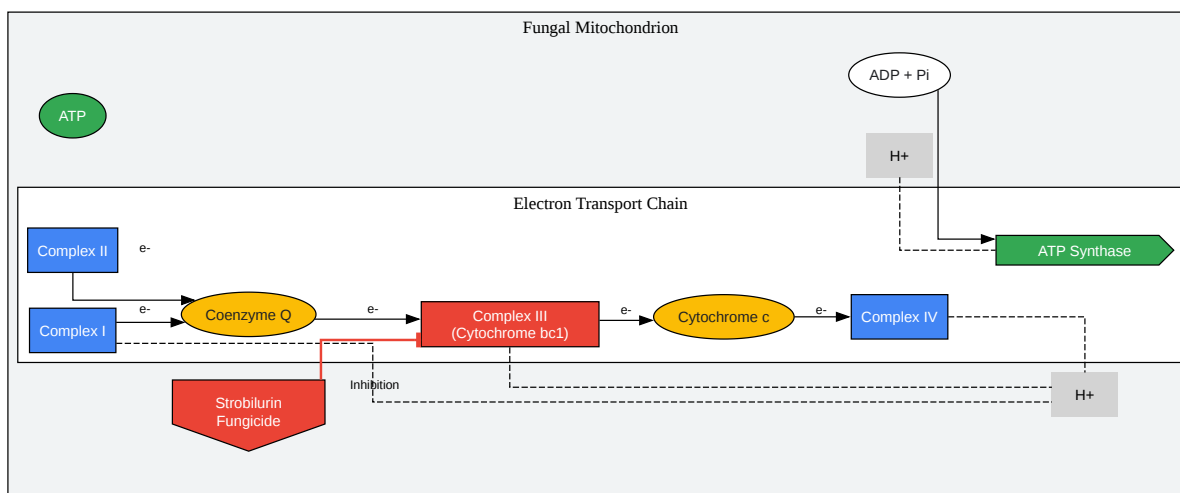 Fungal Mitochondrion
ADP + Pi
ATP
H+
Electron Transport Chain
Complex II
e-
ATP Synthase
Complex I
e-
Coenzyme Q
e-
Complex III
(Cytochrome bc1)
e-
Cytochrome c
e-
Complex IV
Inhibition
Strobilurin
Fungicide
H+